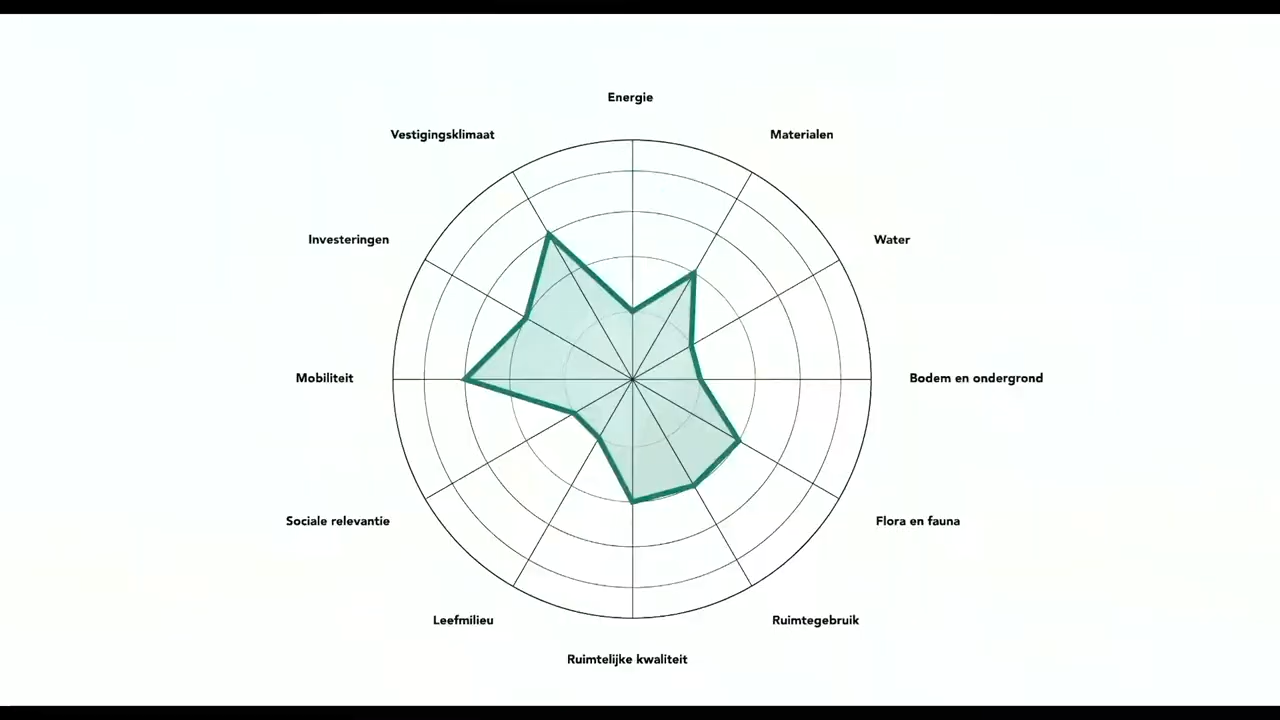 Energie
Vestigingsklimaat
Materialen
Investeringen
Water
Mobiliteit
Bodem en ondergrond
Sociale relevantie
Flora en fauna
Leefmilieu
Ruimtegebruik
Ruimtelijke kwaliteit